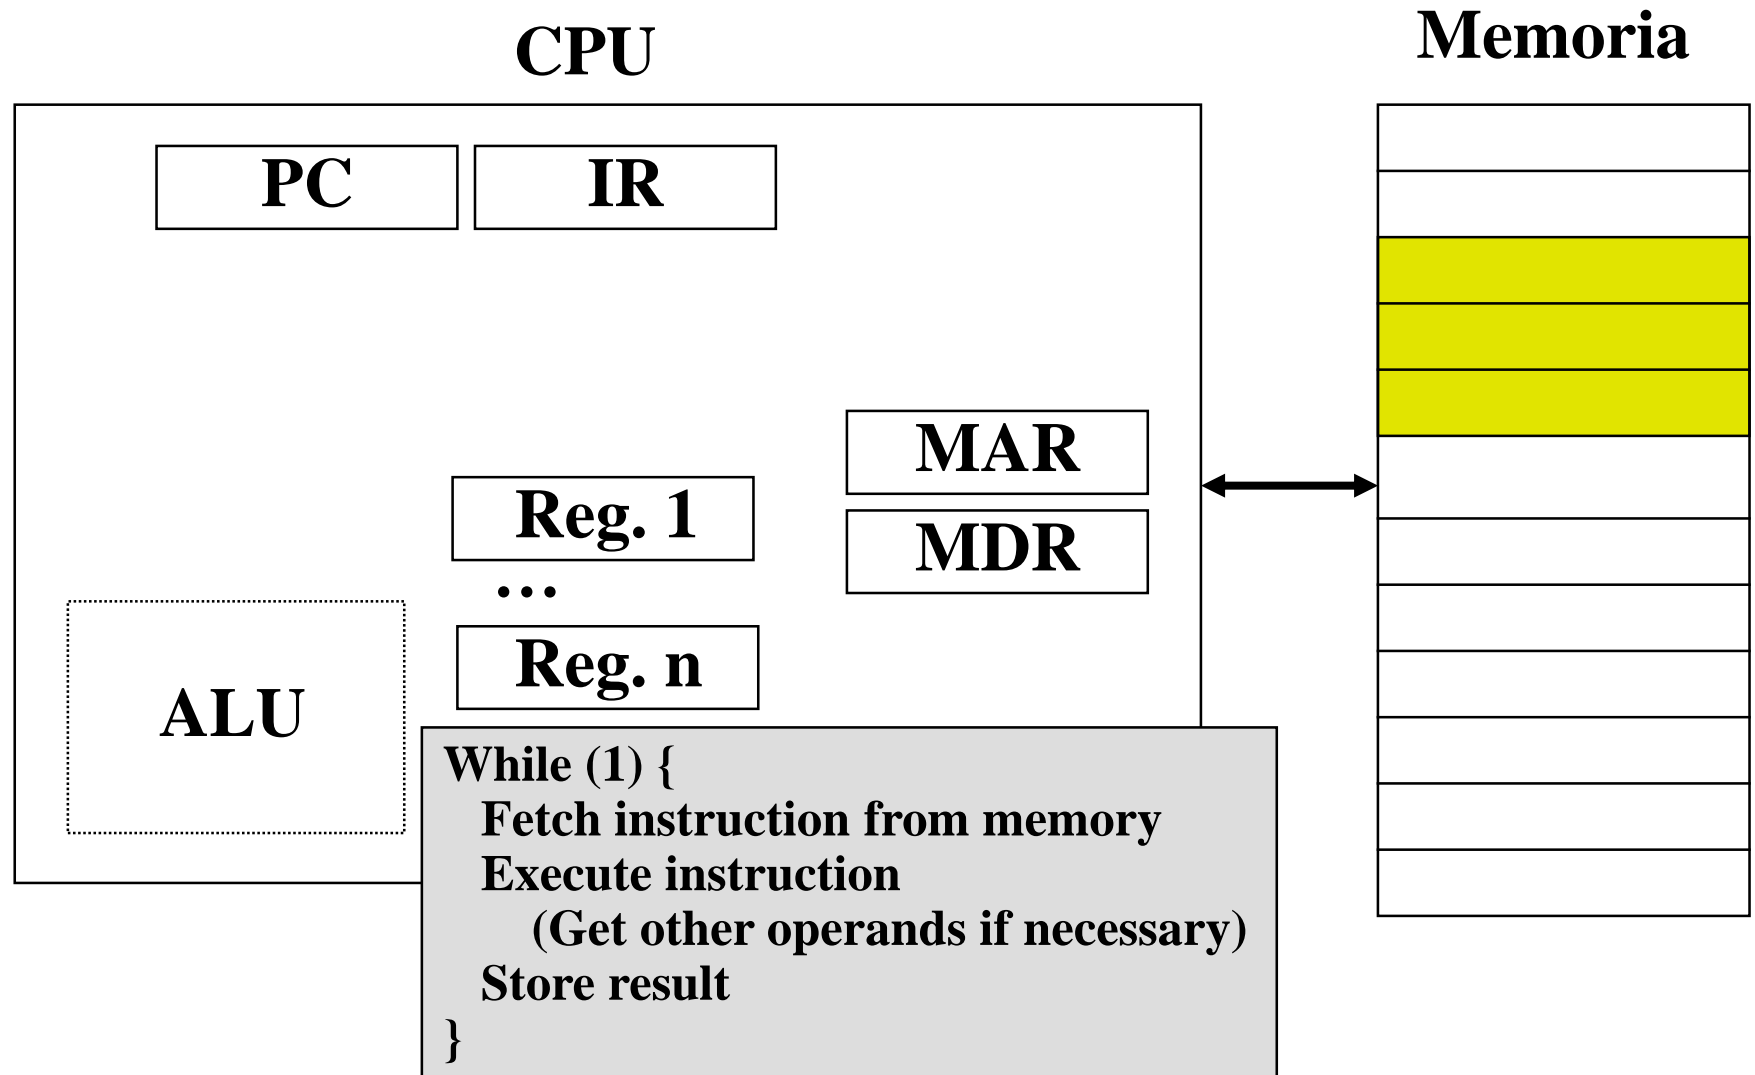 CPU
Memoria
PC
IR
MAR
Reg. 1
MDR
…
Reg. n
ALU
While (1) {
Fetch instruction from memory
Execute instruction
(Get other operands if necessary)
Store result
}